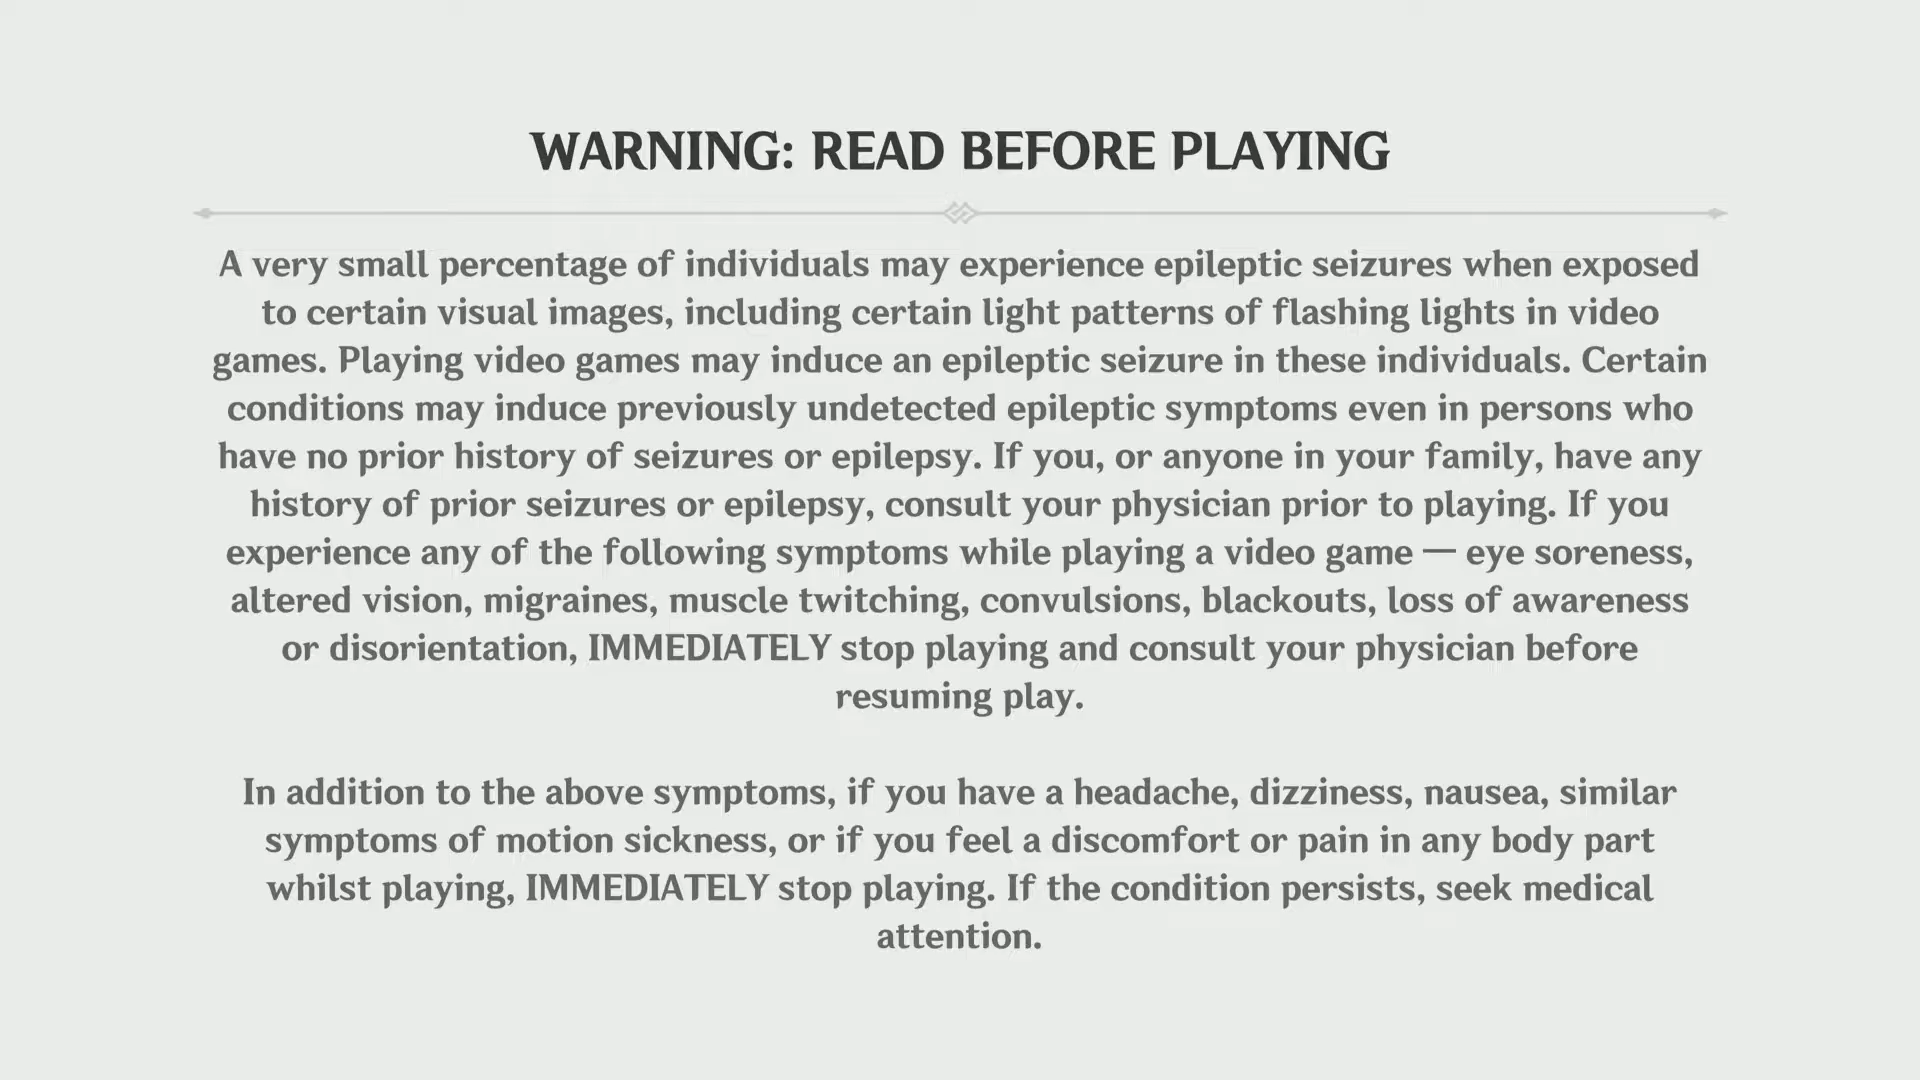 WARNING: READ BEFORE PLAYING
A very small percentage of individuals may experience epileptic seizures when exposed
to certain visual images, including certain light patterns of flashing lights in video
games. Playing video games may induce an epileptic seizure in these individuals. Certain
conditions may induce previously undetected epileptic symptoms even in persons who
have no prior history of seizures or epilepsy. If you, or anyone in your family, have any
history of prior seizures or epilepsy, consult your physician prior to playing. If you
experience any of the following symptoms while playing a video game — eye soreness,
altered vision, migraines, muscle twitching, convulsions, blackouts, loss of awareness
or disorientation, IMMEDIATELY stop playing and consult your physician before
resuming play.
In addition to the above symptoms, if you have a headache, dizziness, nausea, similar
symptoms of motion sickness, or if you feel a discomfort or pain in any body part
whilst playing, IMMEDIATELY stop playing. If the condition persists, seek medical
attention.